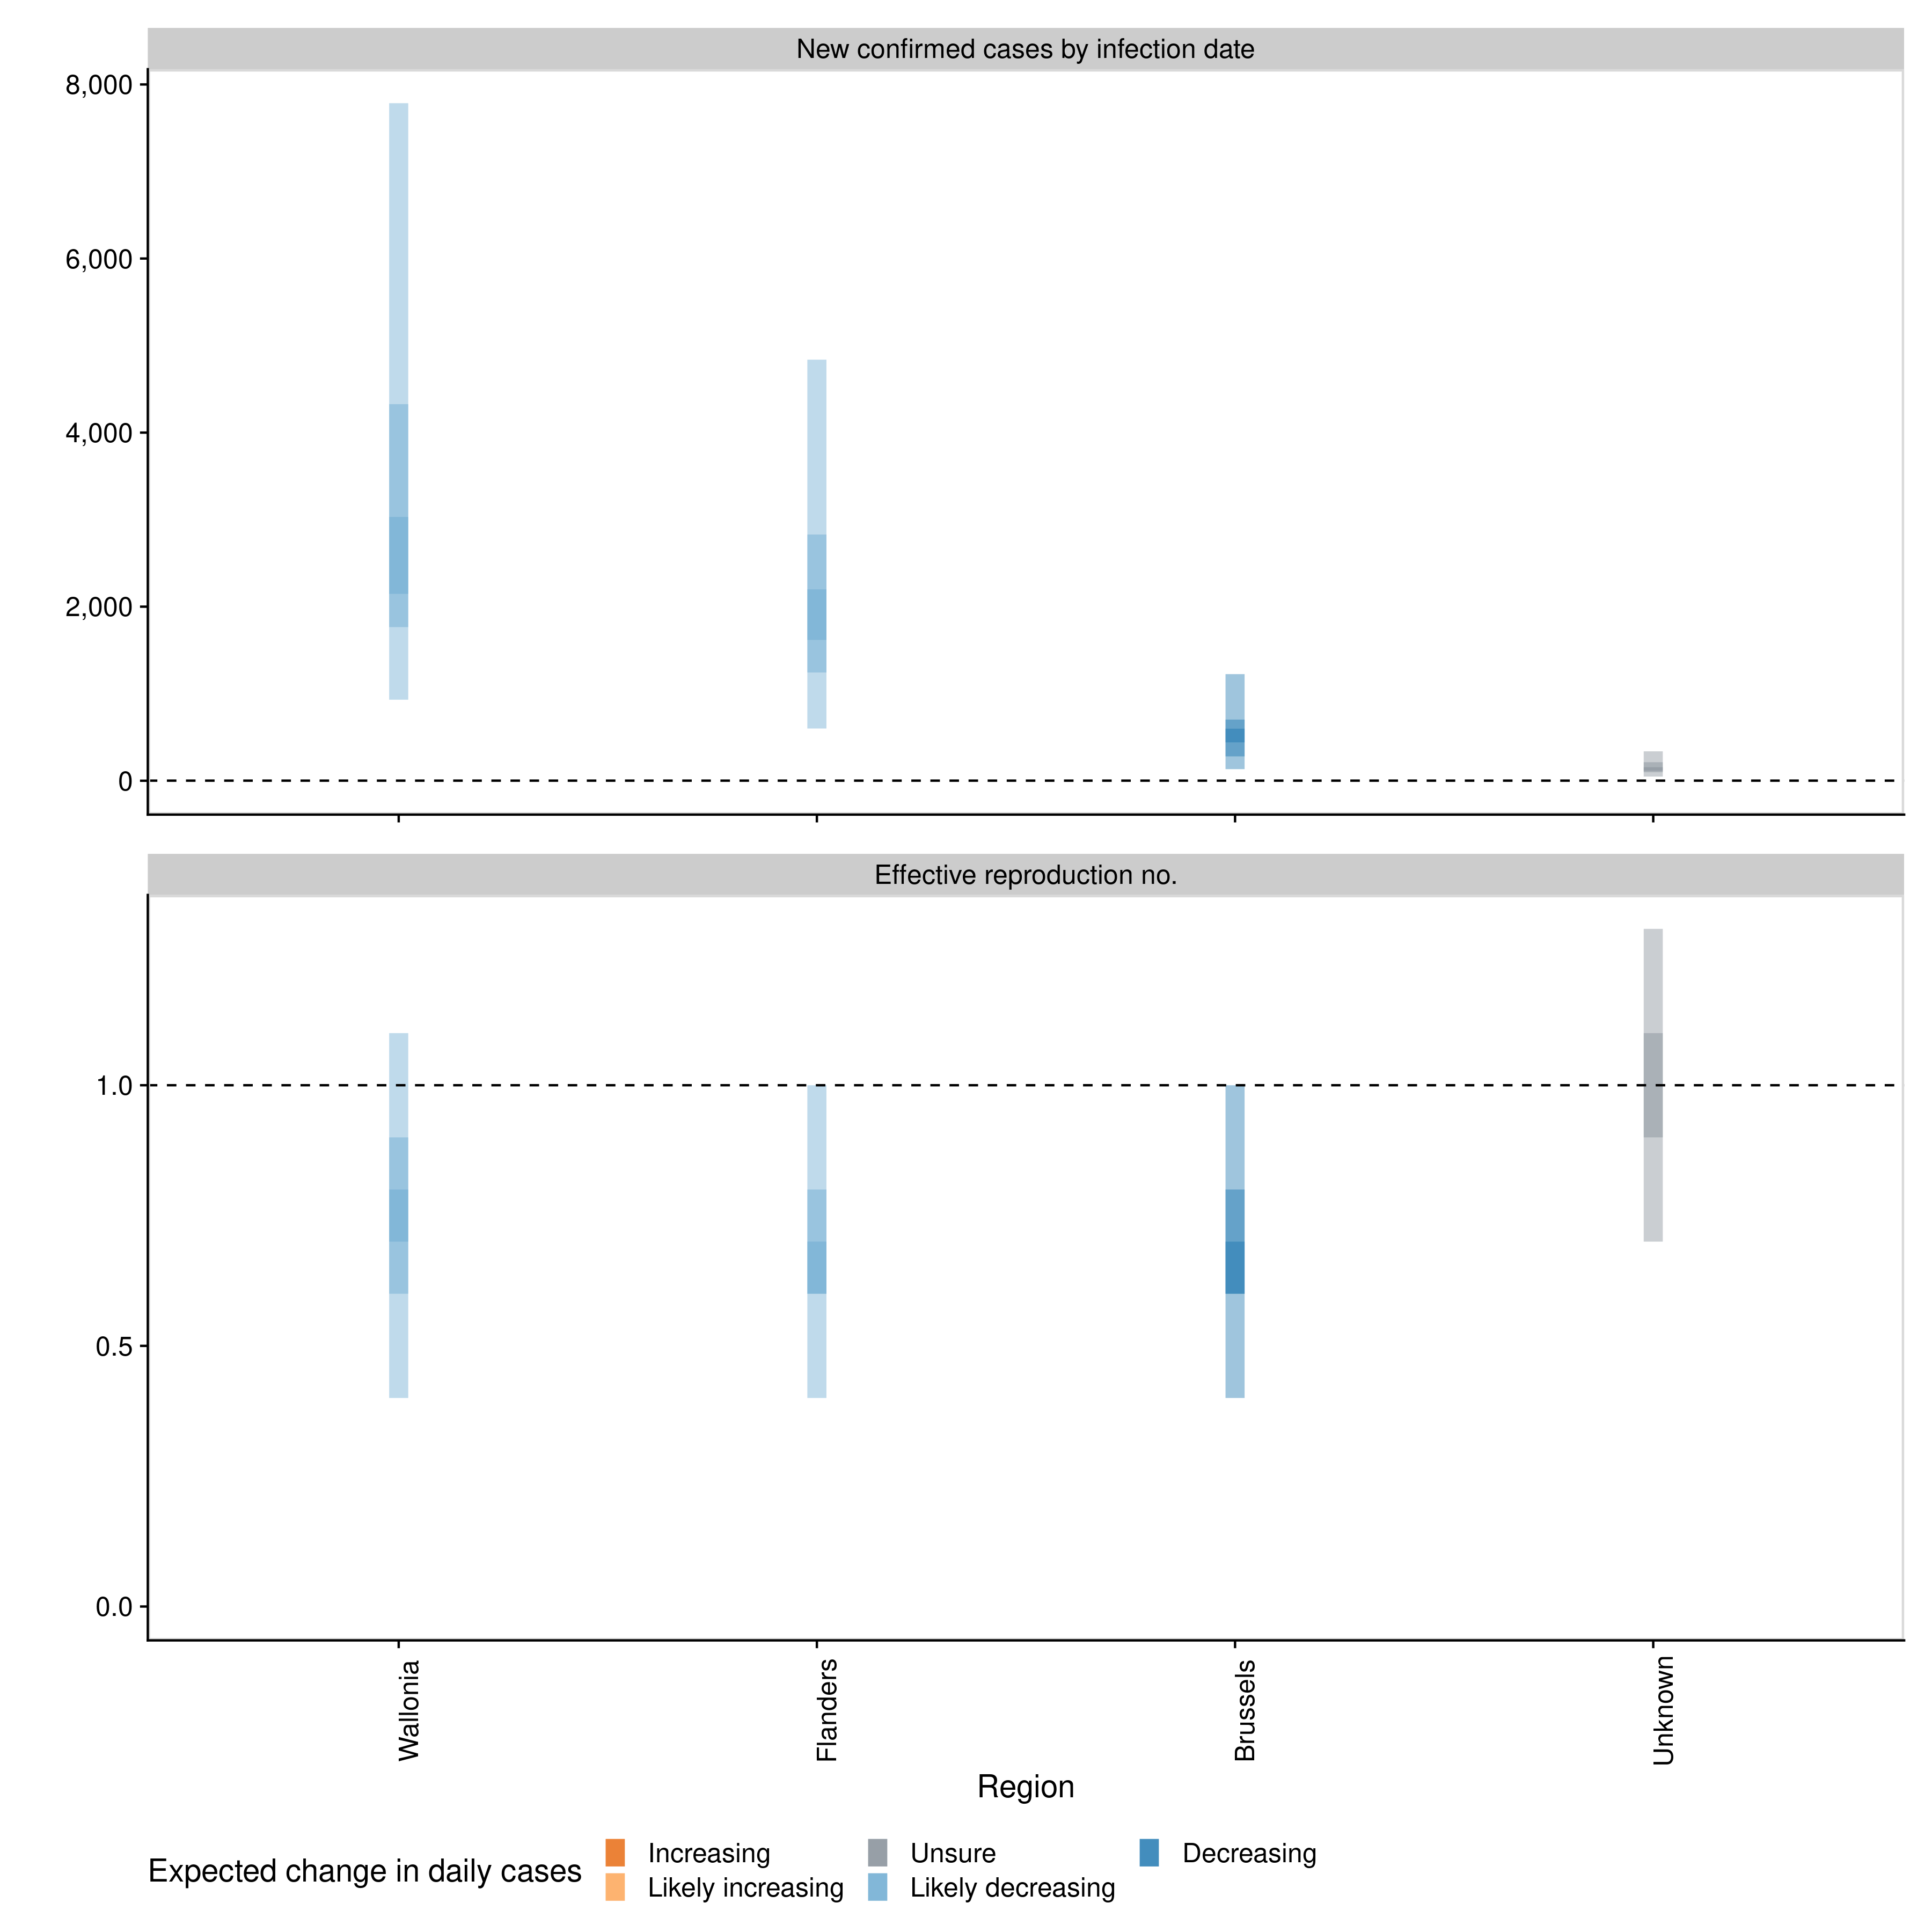 New confirmed cases by infection date
8,000
6,000
4,000
2,000
0
Effective reproduction no.
1.0
0.5
0.0
Wallonia
Flanders
Brussels
Unknown
Region
Expected change in daily cases
Increasing
Unsure
Decreasing
Likely increasing
Likely decreasing